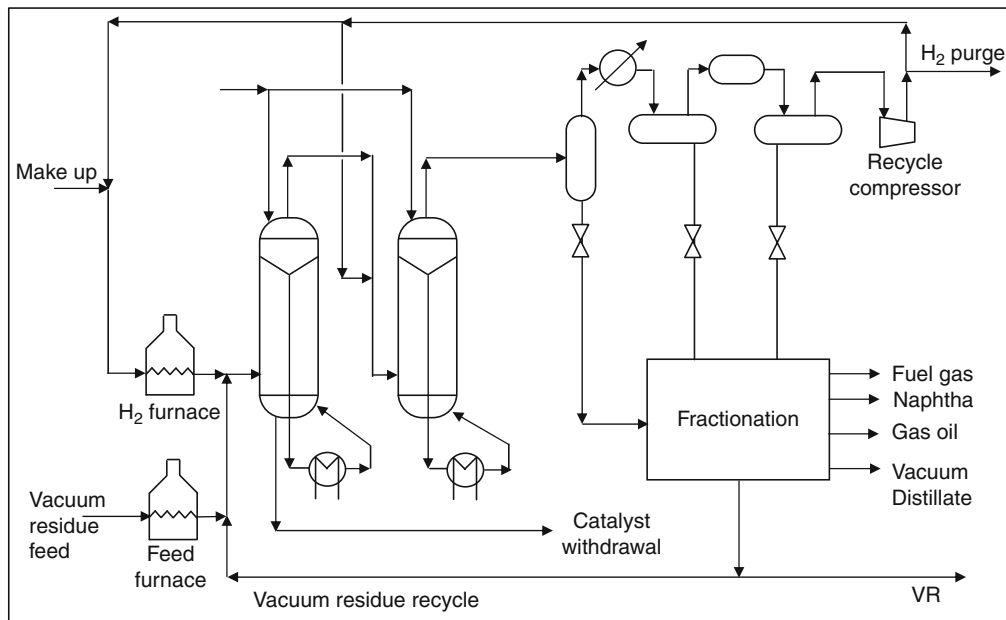 H2 purge
Make up
Recycle
compressor
H2 furnace
Fractionation
Fuel gas
Naphtha
Gas oil
Vacuum
Distillate
Vacuum
residue
feed
Feed
furnace
Catalyst
withdrawal
Vacuum residue recycle
VR